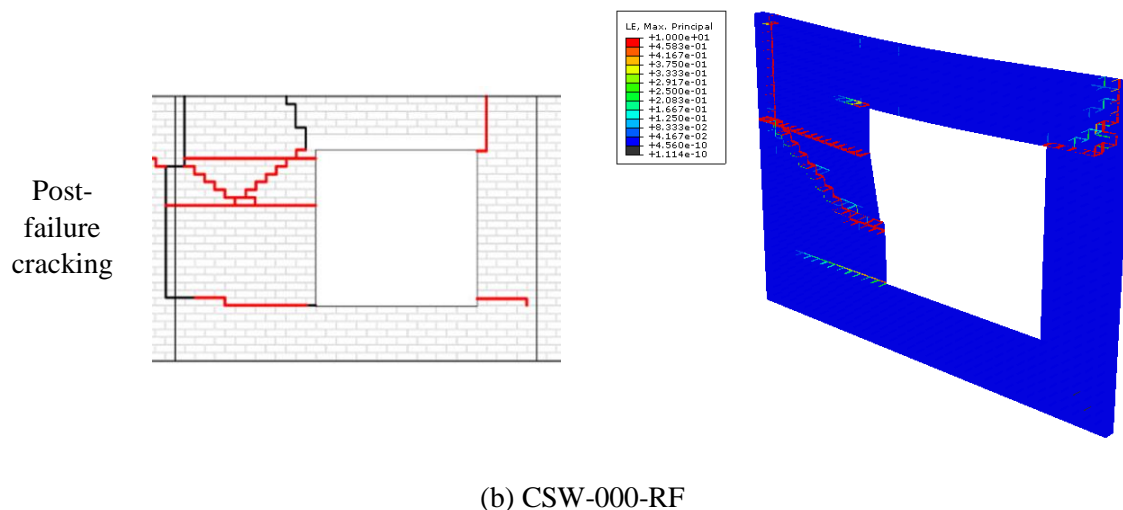 LE, Max. Principal
+1.000e+01
+4.583e-01
+4.167e-01
+3.750e-01
+3.333e-01
+2.917e-01
+2.500e-01
+2.083e-01
+1.667e-01
+1.250e-01
+8.333e-02
+4.167e-02
+4.560e-10
+1.114e-10
Post-
failure
cracking
(b) CSW-000-RF